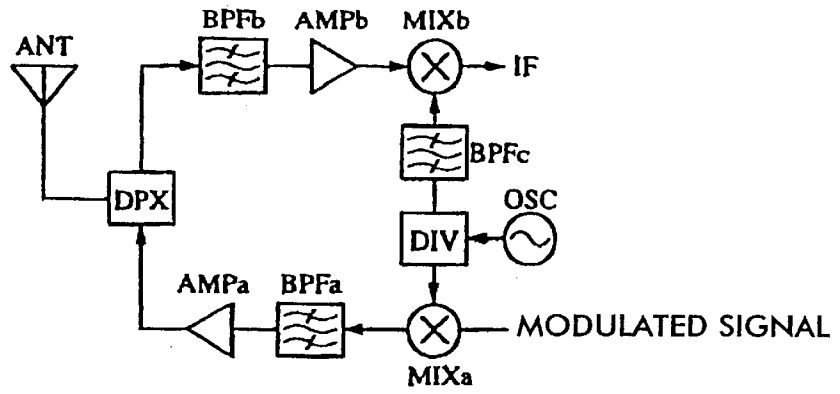 BPFb
AMPb
MIXb
ANT
IF
BPFc
DPX
OSC
DIV
AMPa
BPFa
MODULATED SIGNAL
MIXa